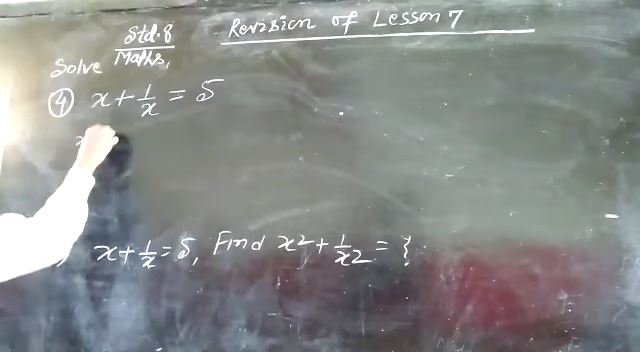 Std.8 Revision of Lesson 7
Maths,
Solve
④ x + 1/x = 5
x + 1/x = 5, Find x2 + 1/x2 = ?